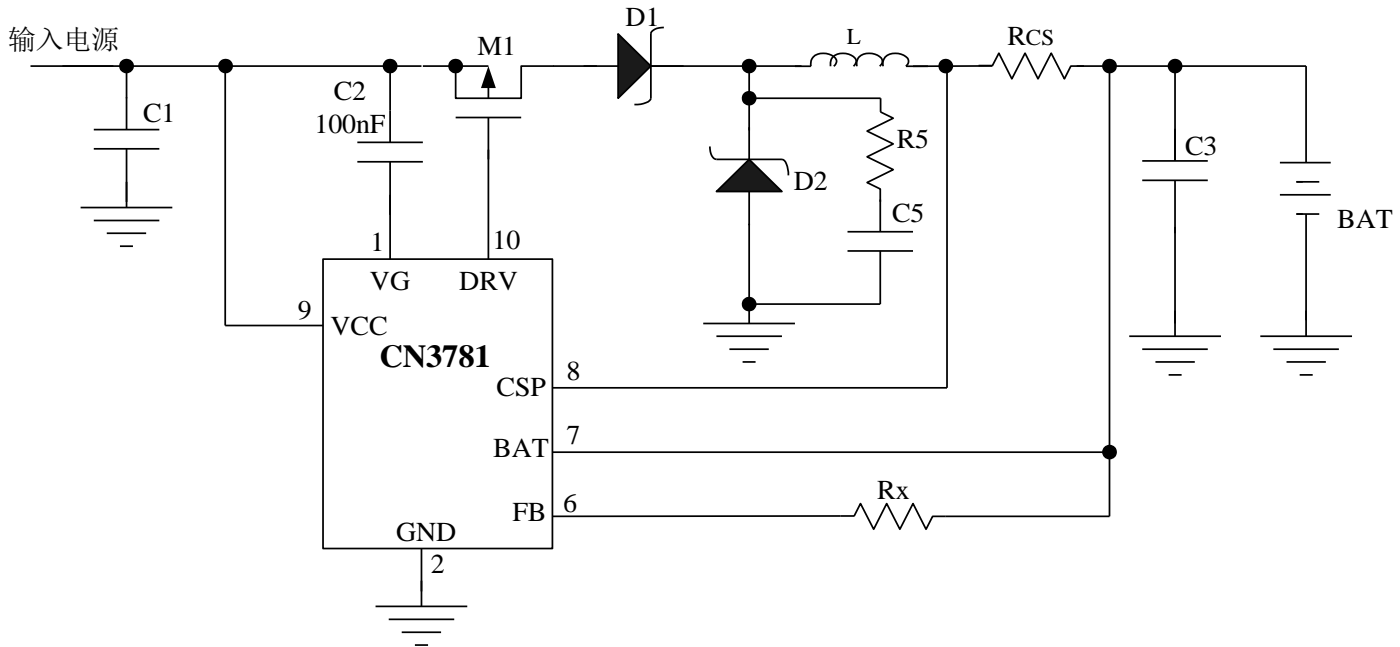 输入电源
D1
M1
L
RCS
C1
C2
100nF
R5
C3
D2
C5
BAT
1
10
VG
DRV
9
VCC
CN3781
8
CSP
7
BAT
Rx
6
FB
GND
2